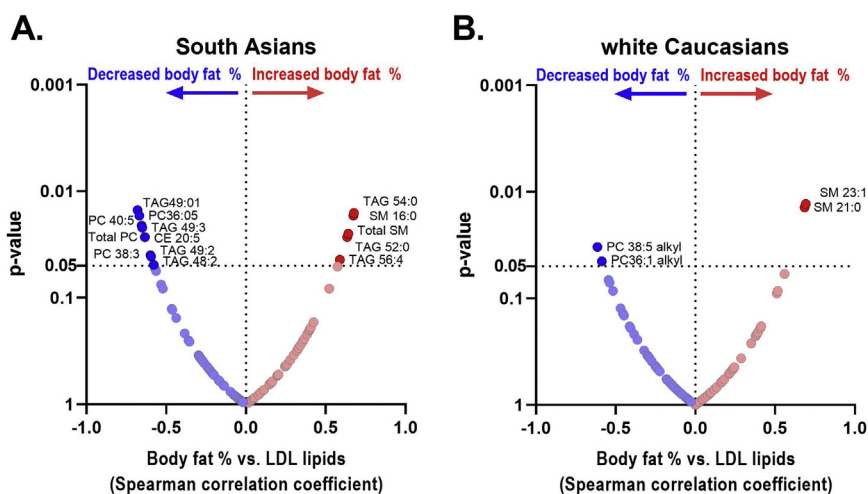 A.
South Asians
Decreased body fat %
Increased body fat %
0.001
0.01
0.05
0.1
1
p-value
TAG49:01
PC36:05
PC 40:5
TAG 49:3
Total PC
CE 20:5
TAG 49:2
PC 38:3
TAG 48:2
TAG 54:0
SM 16:0
Total SM
TAG 52:0
TAG 56:4
-1.0
-0.5
0.0
0.5
1.0
Body fat % vs. LDL lipids
(Spearman correlation coefficient)
B.
white Caucasians
Decreased body fat %
Increased body fat %
0.001
0.01
0.05
0.1
1
p-value
SM 23:1
SM 21:0
PC 38:5 alkyl
PC36:1 alkyl
-1.0
-0.5
0.0
0.5
1.0
Body fat % vs. LDL lipids
(Spearman correlation coefficient)